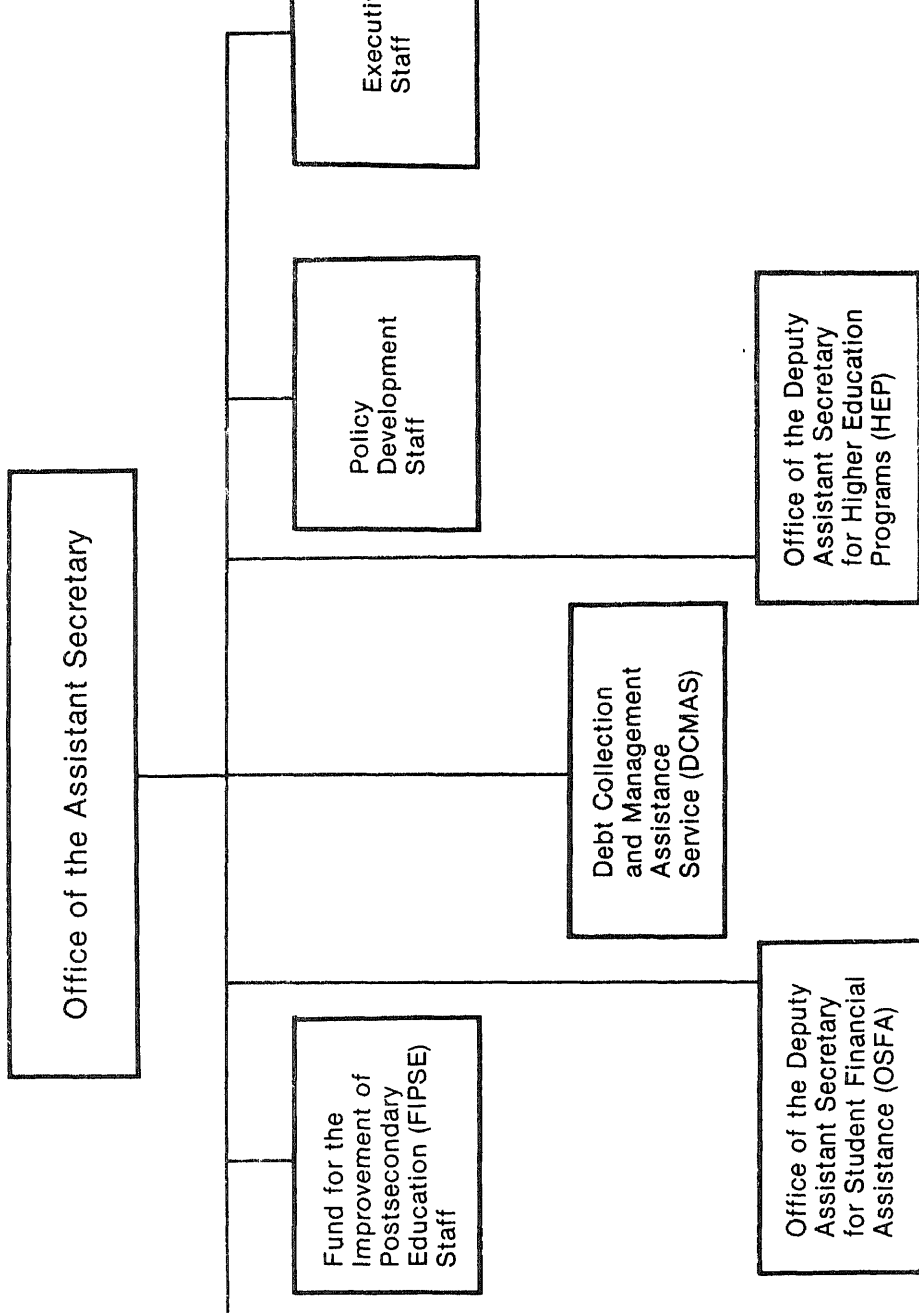 Office of the Assistant Secretary
Fund for the
Improvement of
Postsecondary
Education (FIPSE)
Staff
Policy
Development
Staff
Executiv
Staff
Debt Collection
and Management
Assistance
Service (DCMAS)
Office of the Deputy
Assistant Secretary
for Student Financial
Assistance (OSFA)
Office of the Deputy
Assistant Secretary
for Higher Education
Programs (HEP)